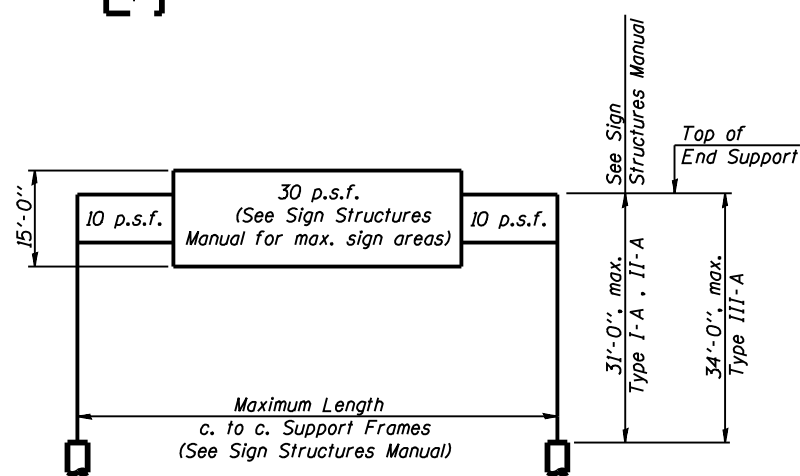 See Sign
Structures Manual
Top of
End Support
15'-0"
10 p.s.f.
30 p.s.f.
(See Sign Structures
Manual for max. sign areas)
10 p.s.f.
31'-0", max.
Type I-A , II-A
34'-0", max.
Type III-A
Maximum Length
c. to c. Support Frames
(See Sign Structures Manual)